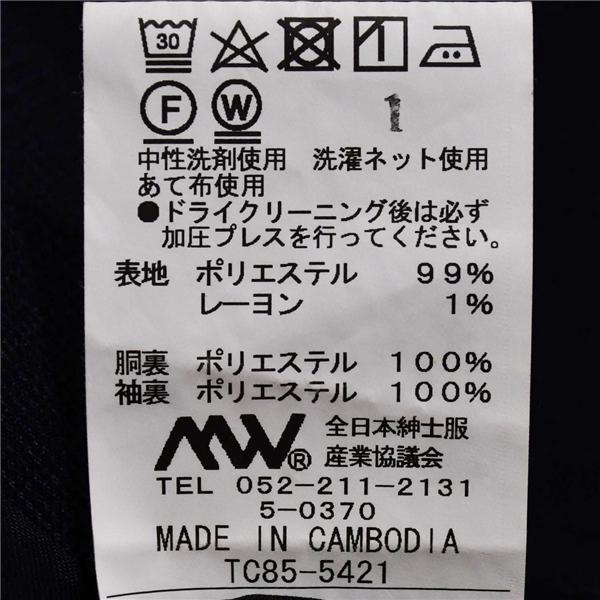 30
F W 1
中性洗剤使用 洗濯ネット使用
あて布使用
●ドライクリーニング後は必ず
加圧プレスを行ってください。
表地 ポリエステル 99%
レーヨン 1%
胴裏 ポリエステル 100%
袖裏 ポリエステル 100%
MW® 全日本紳士服
産業協議会
TEL 052-211-2131
5-0370
MADE IN CAMBODIA
TC85-5421